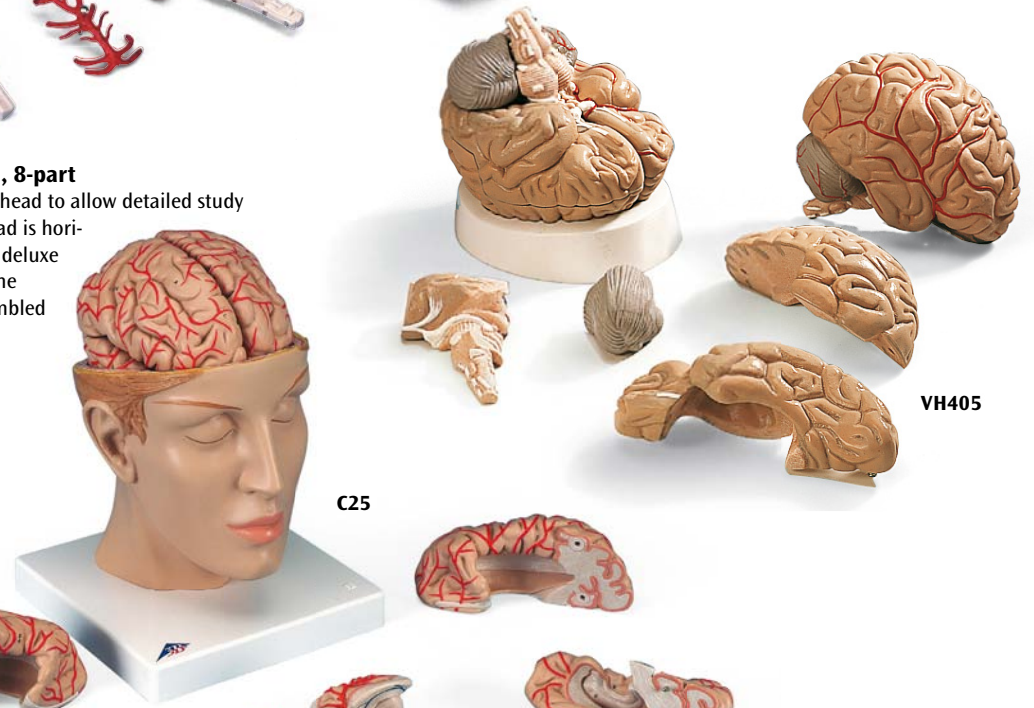 , 8-part
head to allow detailed study
ad is hori-
deluxe
ne
mbled
VH405
C25